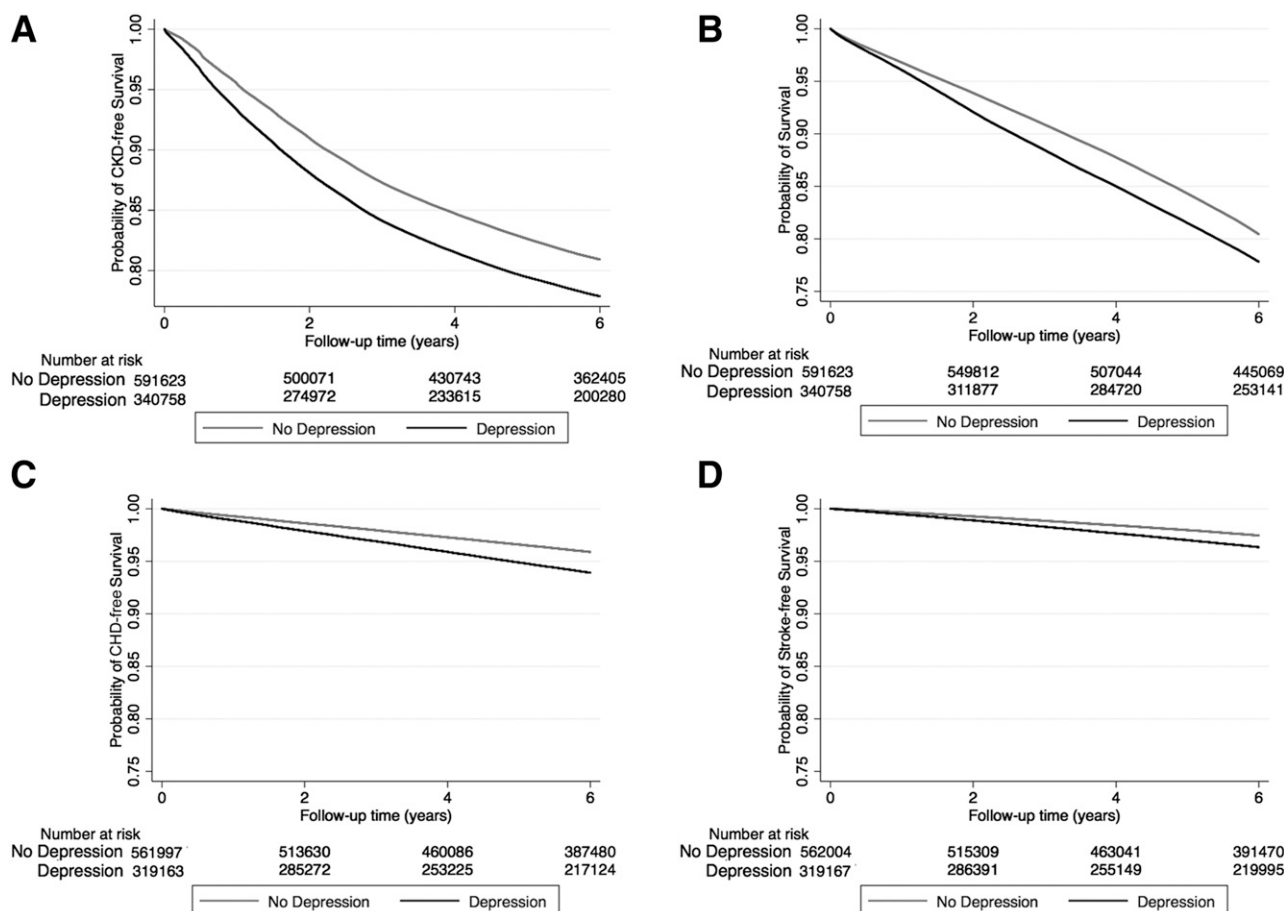 A
Probability of CKD-free Survival
1.00
0.95
0.90
0.85
0.80
0 2 4 6
Follow-up time (years)
Number at risk
No Depression 591623 500071 430743 362405
Depression 340758 274972 233615 200280
No Depression Depression
B
Probability of Survival
1.00
0.95
0.90
0.85
0.80
0.75
0 2 4 6
Follow-up time (years)
Number at risk
No Depression 591623 549812 507044 445069
Depression 340758 311877 284720 253141
No Depression Depression
C
Probability of CHD-free Survival
1.00
0.95
0.90
0.85
0.80
0.75
0 2 4 6
Follow-up time (years)
Number at risk
No Depression 561997 513630 460086 387480
Depression 319163 285272 253225 217124
No Depression Depression
D
Probability of Stroke-free Survival
1.00
0.95
0.90
0.85
0.80
0.75
0 2 4 6
Follow-up time (years)
Number at risk
No Depression 562004 515309 463041 391470
Depression 319167 286391 255149 219995
No Depression Depression